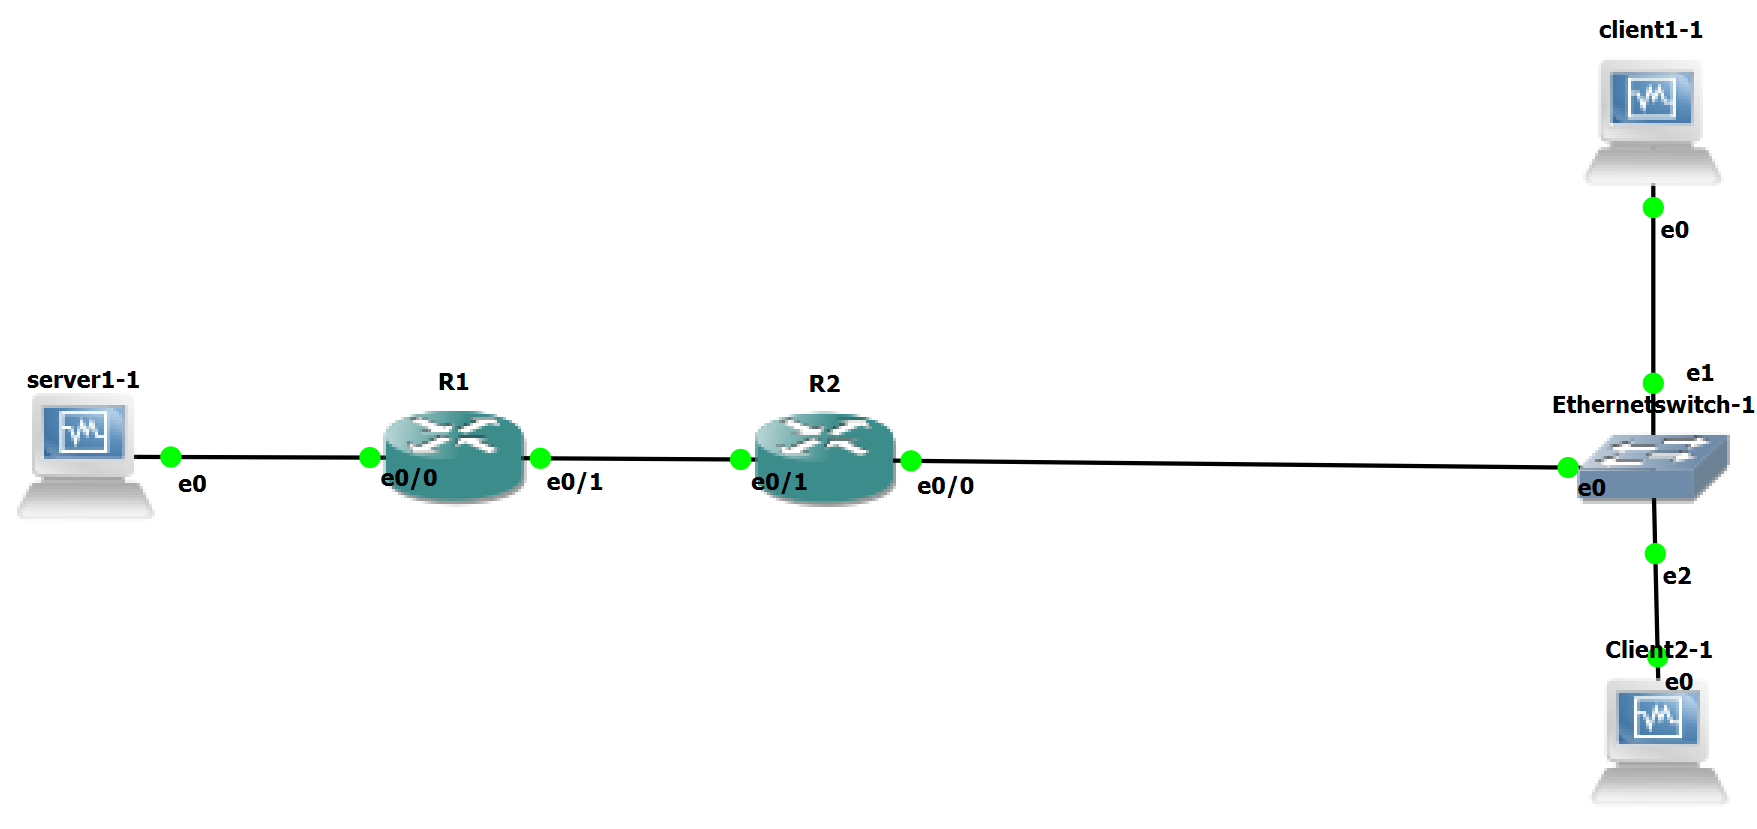 client1-1
e0
e1
Ethernetswitch-1
server1-1
R1
R2
e0
e0/0
e0/1
e0/1
e0/0
e0
e2
Client2-1
e0